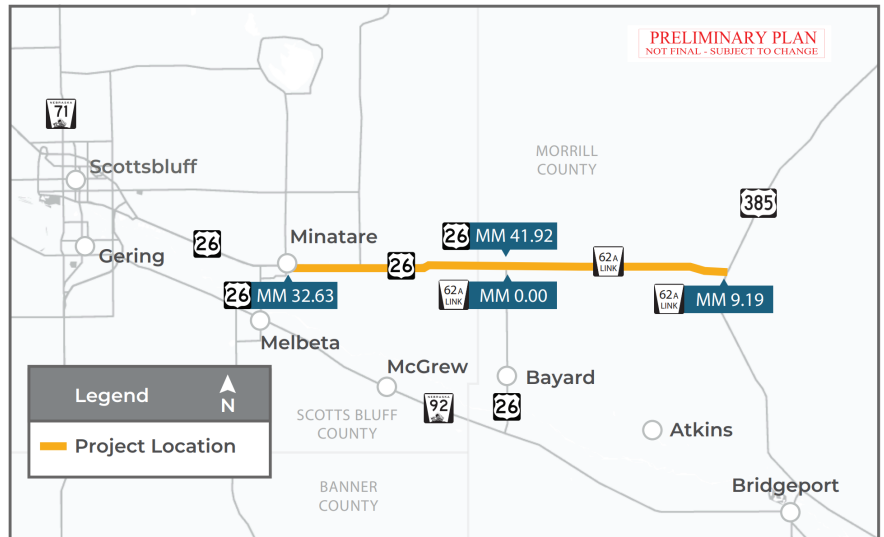 PRELIMINARY PLAN
NOT FINAL - SUBJECT TO CHANGE
NEBRASKA
71
Scottsbluff
MORRILL
COUNTY
385
26
Minatare
26 MM 41.92
Gering
26
62A
LINK
26 MM 32.63
62A
LINK
MM 0.00
62A
LINK
MM 9.19
Melbeta
McGrew
Bayard
Legend
N
NEBRASKA
92
26
SCOTTS BLUFF
COUNTY
Atkins
Project Location
BANNER
COUNTY
Bridgeport